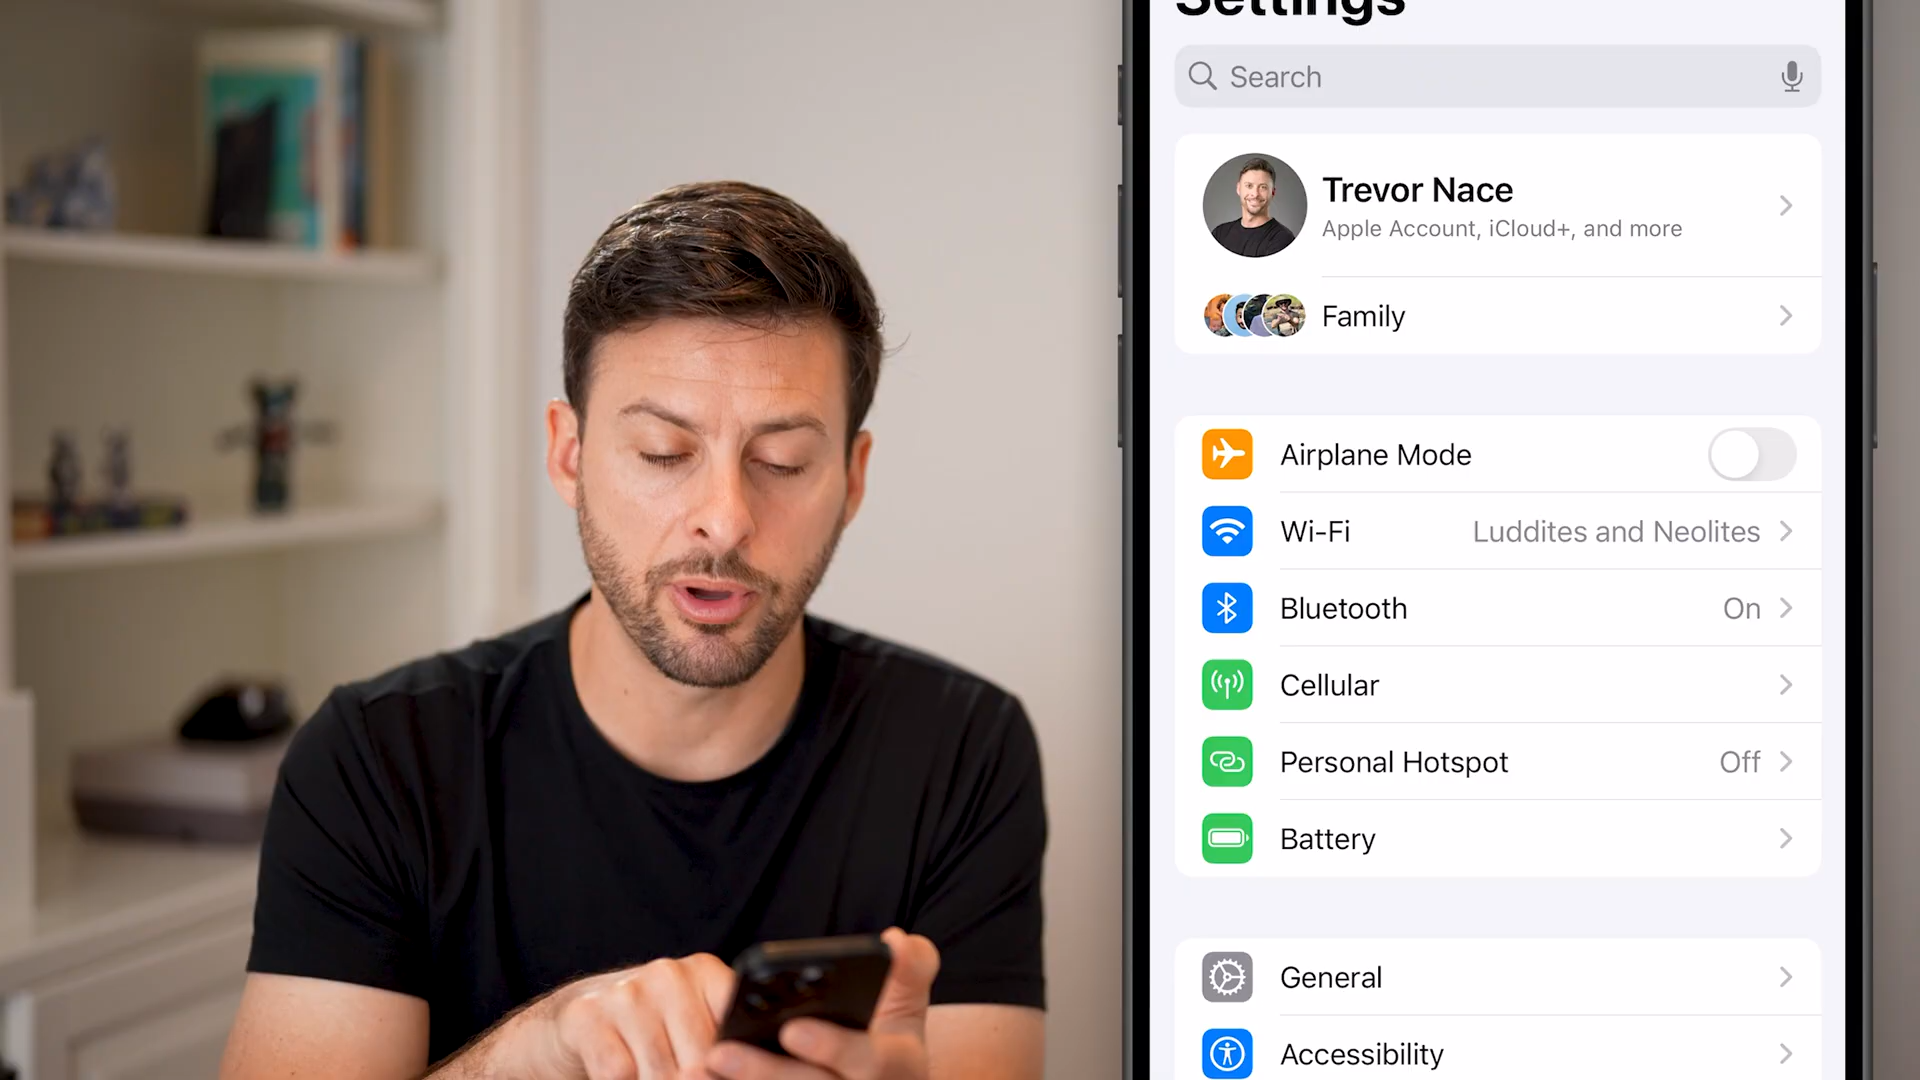 Settings
Search
Trevor Nace
Apple Account, iCloud+, and more
Family
Airplane Mode
Wi-Fi Luddites and Neolites
Bluetooth On
Cellular
Personal Hotspot Off
Battery
General
Accessibility